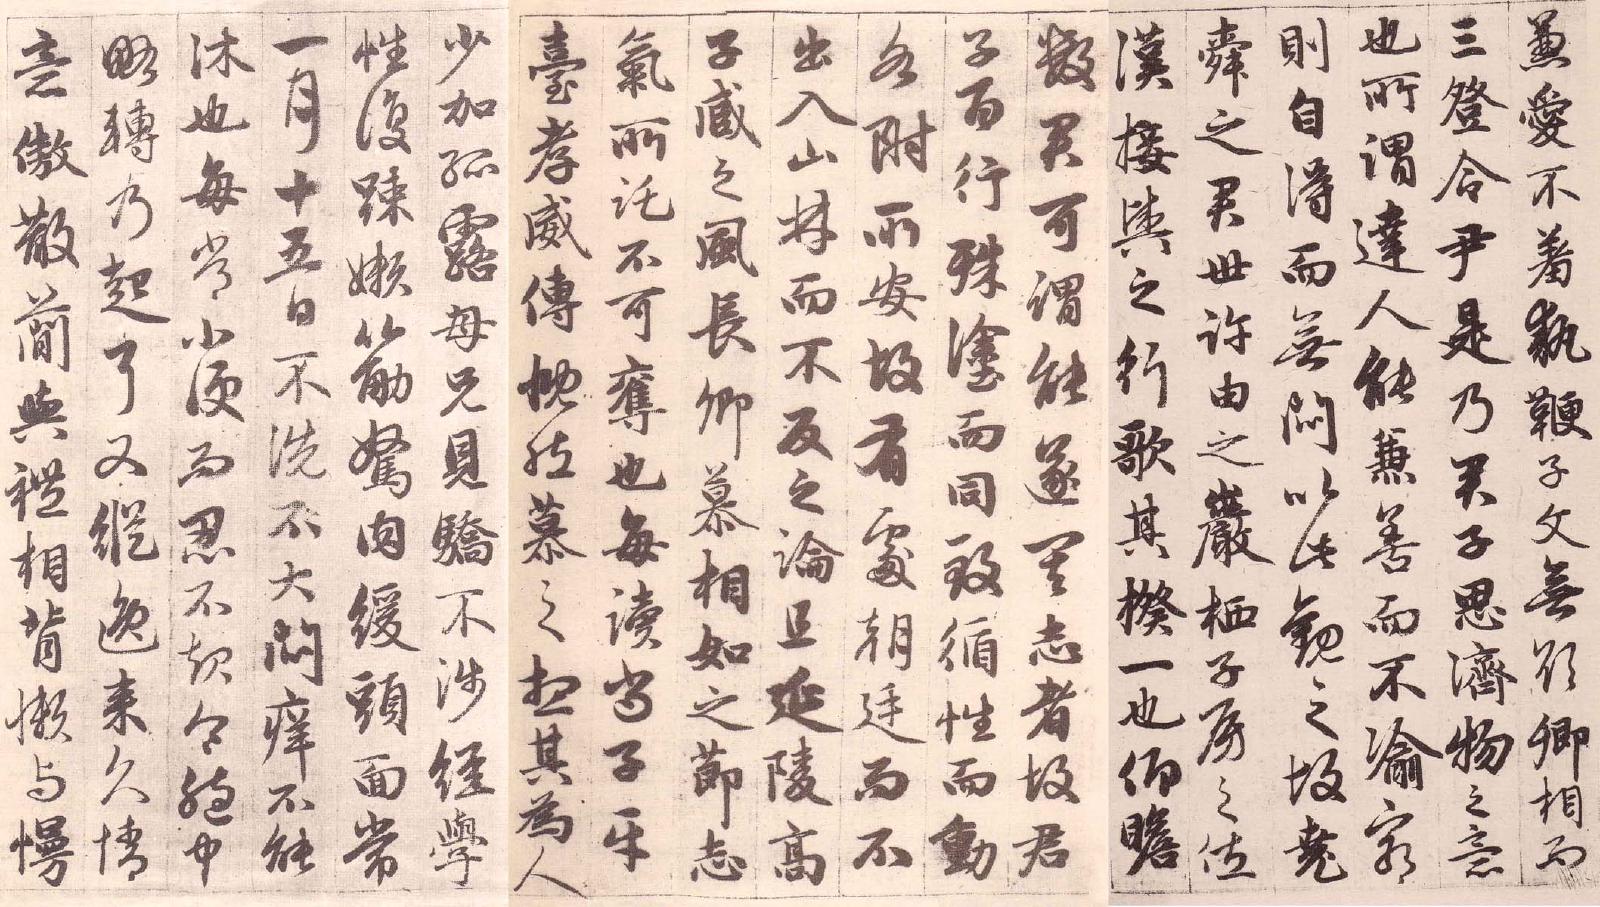 兼愛不羞執鞭子文無欲卿相而
三登令尹是乃君子思濟物之意
也所謂達人能兼善而不渝窮
則自得而無悶以此觀之故堯
舜之君世許由之巖栖子房之佐
漢接輿之行歌其揆一也仰瞻
數君可謂能遂其志者故君
子百行殊塗而同致循性而動
各附所安故有處朝廷而不
出入山林而不反之論且延陵高
子臧之風長卿慕相如之節志
氣所託不可奪也每讀尚子平
臺孝威傳慨然慕之想其為人
少加孤露母兄見驕不涉經學
性復疎嬾筋駑肉緩頭面常
一月十五日不洗不大悶癢不能
沐也每常小便而忍不起令胞中
略轉乃起耳又縱逸來久情
意傲散簡與禮相背懶与慢